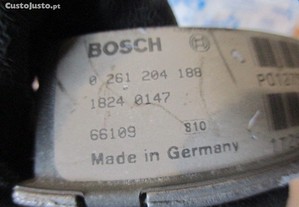 CustoJusto.pt
BOSCH
0 261 204 188
1824 0147
66109 810
Made in Germany